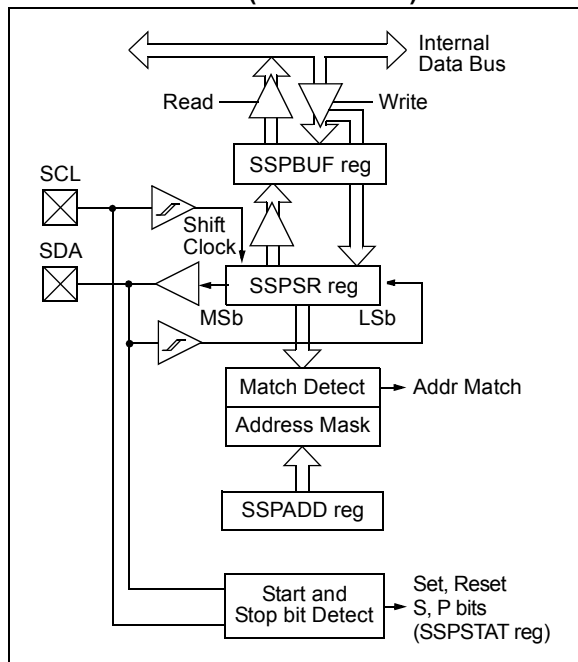 Internal
Data Bus
Read
Write
SSPBUF reg
SCL
Shift
Clock
SDA
SSPSR reg
MSb
LSb
Match Detect
Addr Match
Address Mask
SSPADD reg
Start and
Stop bit Detect
Set, Reset
S, P bits
(SSPSTAT reg)